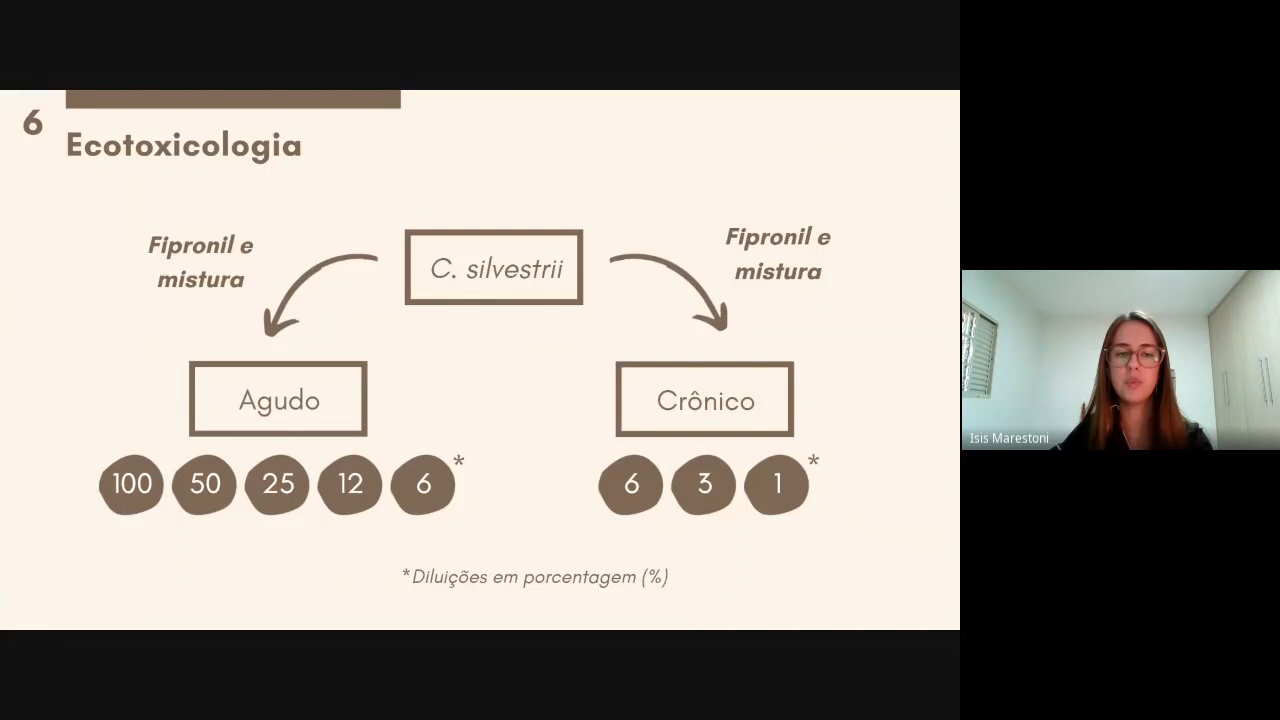 6
Ecotoxicologia
Fipronil e
mistura
C. silvestrii
Fipronil e
mistura
Agudo
Crônico
100 50 25 12 6 *
6 3 1 *
*Diluições em porcentagem (%)
Isis Marestoni